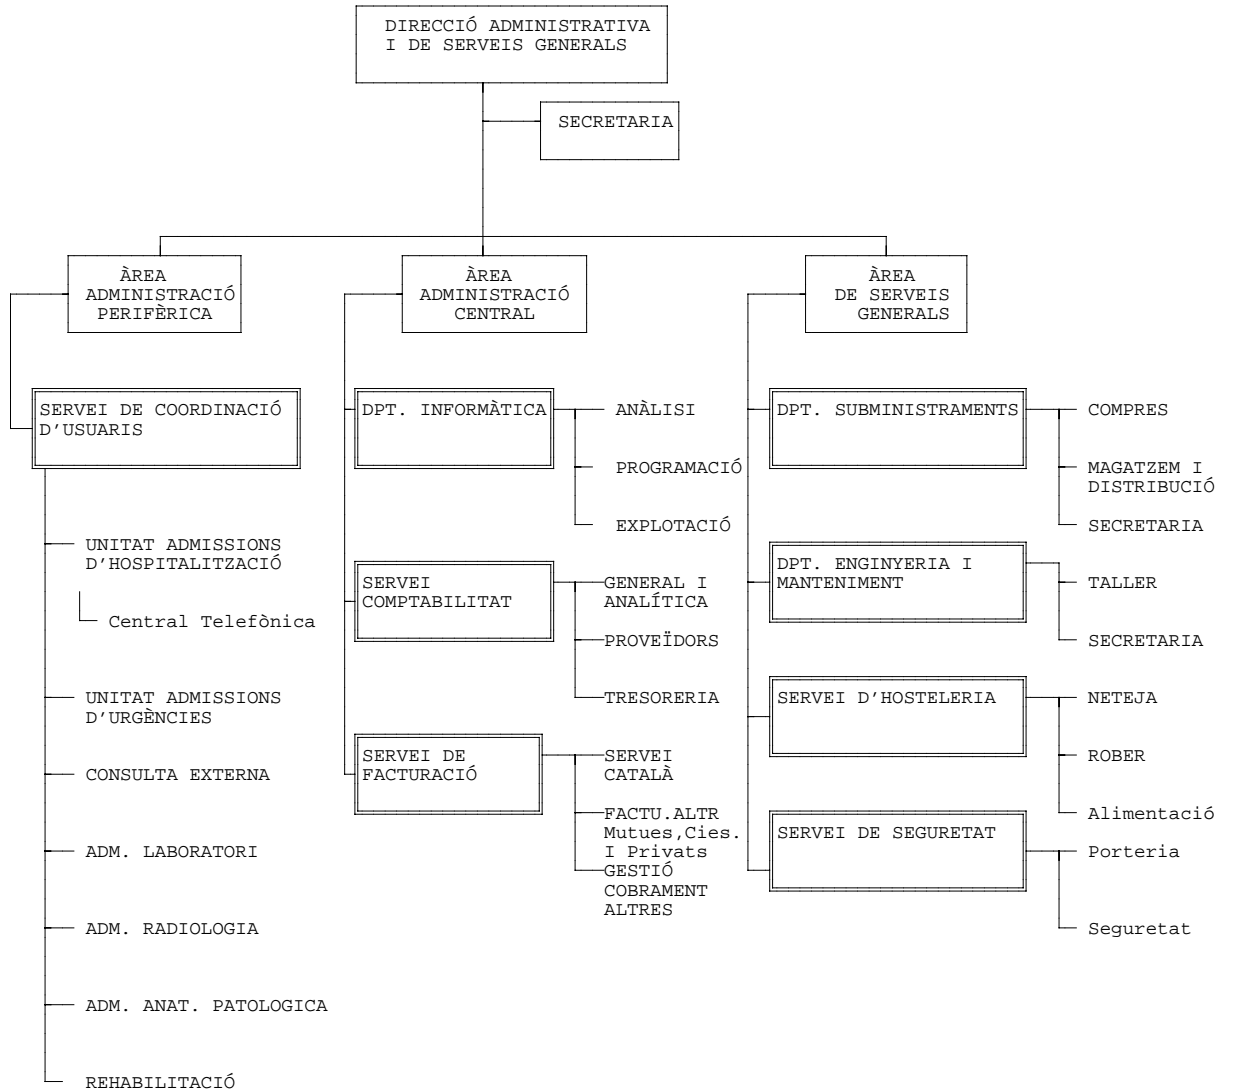 DIRECCIÓ ADMINISTRATIVA
I DE SERVEIS GENERALS
SECRETARIA
ÀREA
ADMINISTRACIÓ
PERIFÈRICA
SERVEI DE COORDINACIÓ
D'USUARIS
UNITAT ADMISSIONS
D'HOSPITALITZACIÓ
Central Telefònica
UNITAT ADMISSIONS
D'URGÈNCIES
CONSULTA EXTERNA
ADM. LABORATORI
ADM. RADIOLOGIA
ADM. ANAT. PATOLOGICA
REHABILITACIÓ
ÀREA
ADMINISTRACIÓ
CENTRAL
DPT. INFORMÀTICA
ANÀLISI
PROGRAMACIÓ
EXPLOTACIÓ
SERVEI
COMPTABILITAT
GENERAL I
ANALÍTICA
PROVEÏDORS
TRESORERIA
SERVEI DE
FACTURACIÓ
SERVEI
CATALÀ
FACTU.ALTR
Mutues,Cies.
I Privats
GESTIÓ
COBRAMENT
ALTRES
ÀREA
DE SERVEIS
GENERALS
DPT. SUBMINISTRAMENTS
COMPRES
MAGATZEM I
DISTRIBUCIÓ
SECRETARIA
DPT. ENGINYERIA I
MANTENIMENT
TALLER
SECRETARIA
SERVEI D'HOSTELERIA
NETEJA
ROBER
Alimentació
SERVEI DE SEGURETAT
Porteria
Seguretat